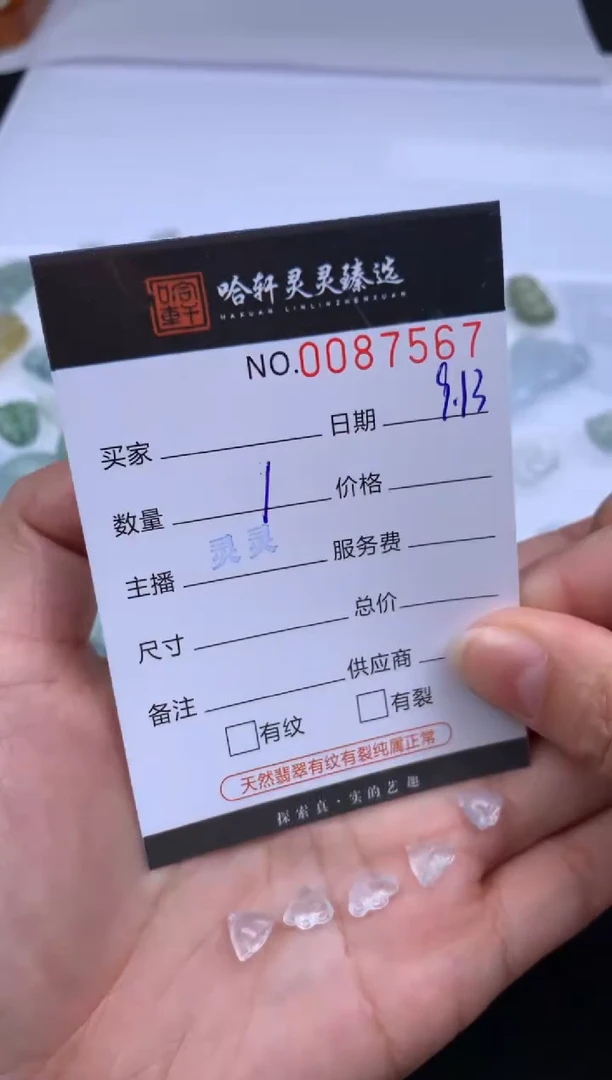 哈轩灵灵臻选
NO.0087567
买家 日期 9.13
数量 1 价格
主播 灵灵 服务费
尺寸 总价
备注 供应商
有纹 有裂
天然翡翠有纹有裂纯属正常
探索真·实的艺趣